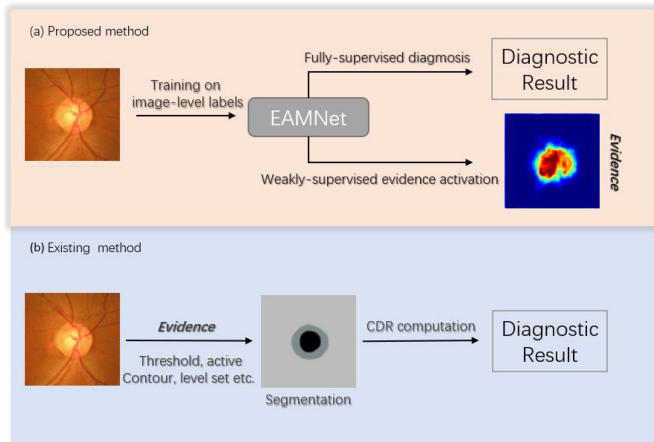 (a) Proposed method
Training on
image-level labels
EAMNet
Fully-supervised diagnosis
Diagnostic
Result
Weakly-supervised evidence activation
Evidence
(b) Existing method
Evidence
Threshold, active
Contour, level set etc.
Segmentation
CDR computation
Diagnostic
Result